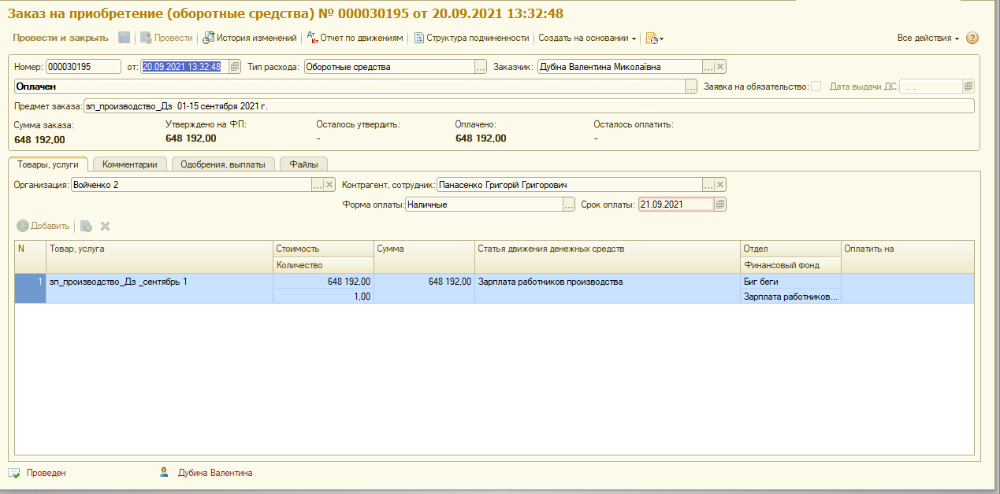 Заказ на приобретение (оборотные средства) № 000030195 от 20.09.2021 13:32:48
Провести и закрыть Провести История изменений Дт Кт Отчет по движениям Структура подчиненности Создать на основании Все действия ?
Номер: 000030195 от: 20.09.2021 13:32:48 Тип расхода: Оборотные средства ... Заказчик: Дубіна Валентина Миколаївна ...
Оплачен ... Заявка на обязательство: Дата выдачи ДС: . .
Предмет заказа: зп_производство_Дз 01-15 сентября 2021 г.
Сумма заказа: Утверждено на ФП: Осталось утвердить: Оплачено: Осталось оплатить:
648 192,00 648 192,00 - 648 192,00 -
Товары, услуги Комментарии Одобрения, выплаты Файлы
Организация: Войченко 2 ... Контрагент, сотрудник: Панасенко Григорій Григорович ...
Форма оплаты: Наличные ... Срок оплаты: 21.09.2021
Добавить
N Товар, услуга Стоимость Сумма Статья движения денежных средств Отдел Оплатить на
Количество Финансовый фонд
1 зп_производство_Дз _сентябрь 1 648 192,00 648 192,00 Зарплата работников производства Биг беги
1,00 Зарплата работников...
Проведен Дубина Валентина